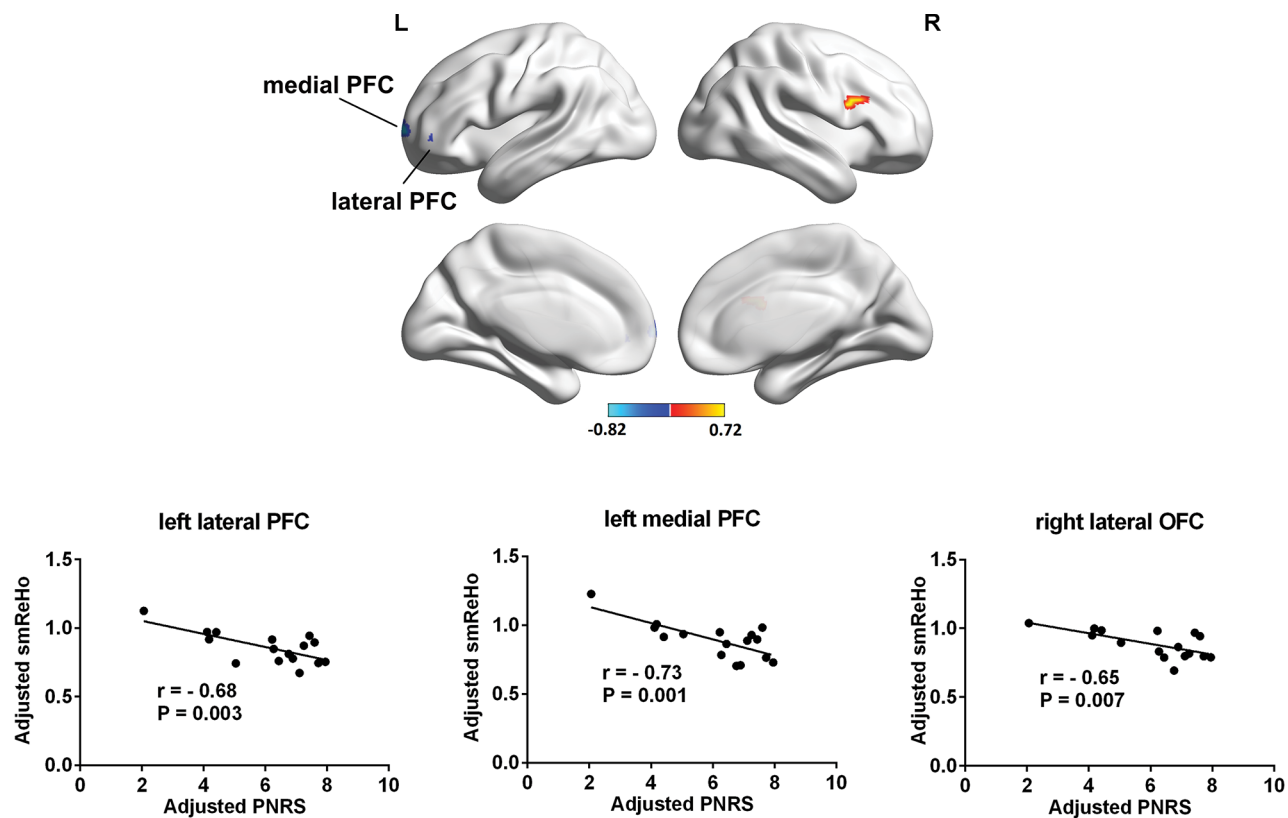 L
R
medial PFC
lateral PFC
-0.82
0.72
left lateral PFC
1.5
1.0
0.5
0.0
Adjusted smReHo
r = - 0.68
P = 0.003
0 2 4 6 8 10
Adjusted PNRS
left medial PFC
1.5
1.0
0.5
0.0
Adjusted smReHo
r = - 0.73
P = 0.001
0 2 4 6 8 10
Adjusted PNRS
right lateral OFC
1.5
1.0
0.5
0.0
Adjusted smReHo
r = - 0.65
P = 0.007
0 2 4 6 8 10
Adjusted PNRS